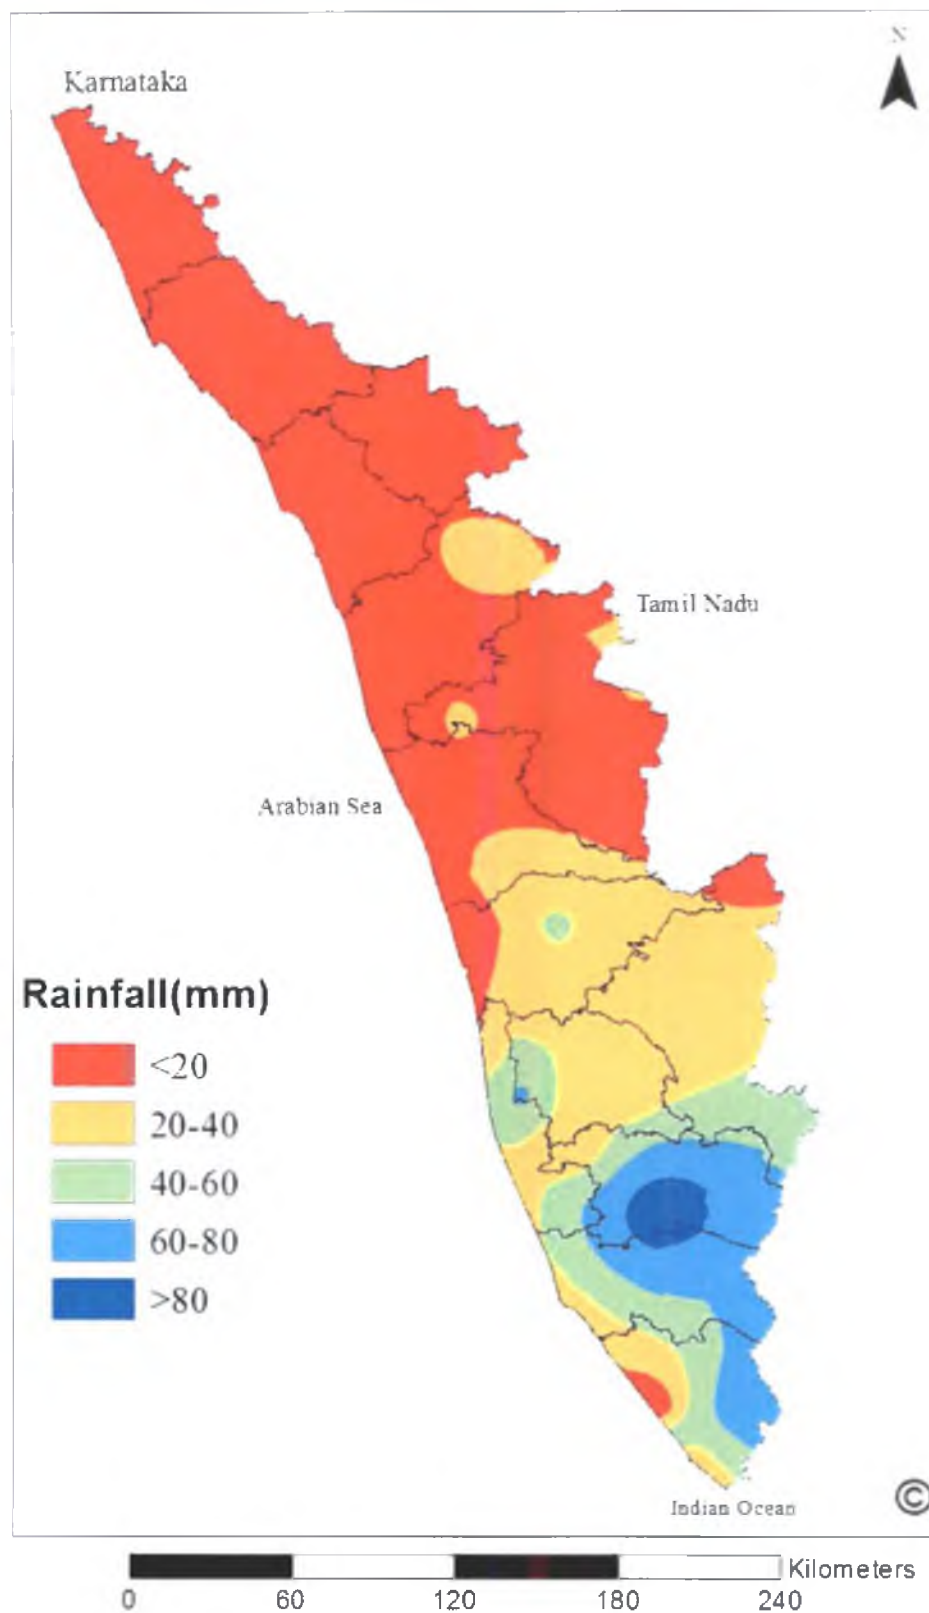 N
Karnataka
Tamil Nadu
Arabian Sea
Rainfall(mm)
<20
20-40
40-60
60-80
>80
Indian Ocean
©
Kilometers
0 60 120 180 240